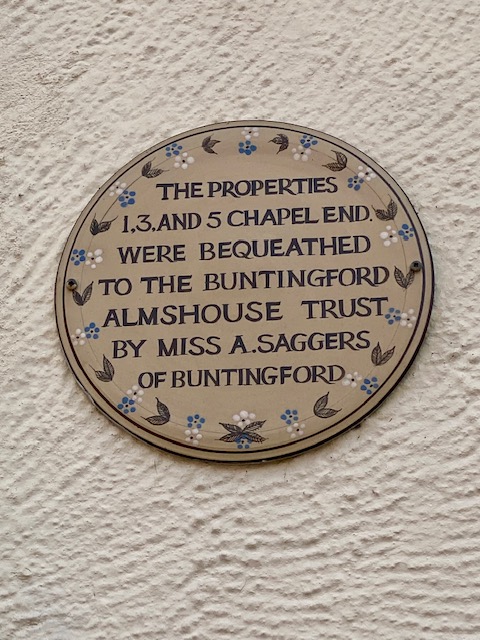 THE PROPERTIES
1,3, AND 5 CHAPEL END.
WERE BEQUEATHED
TO THE BUNTINGFORD
ALMSHOUSE TRUST
BY MISS A.SAGGERS
OF BUNTINGFORD